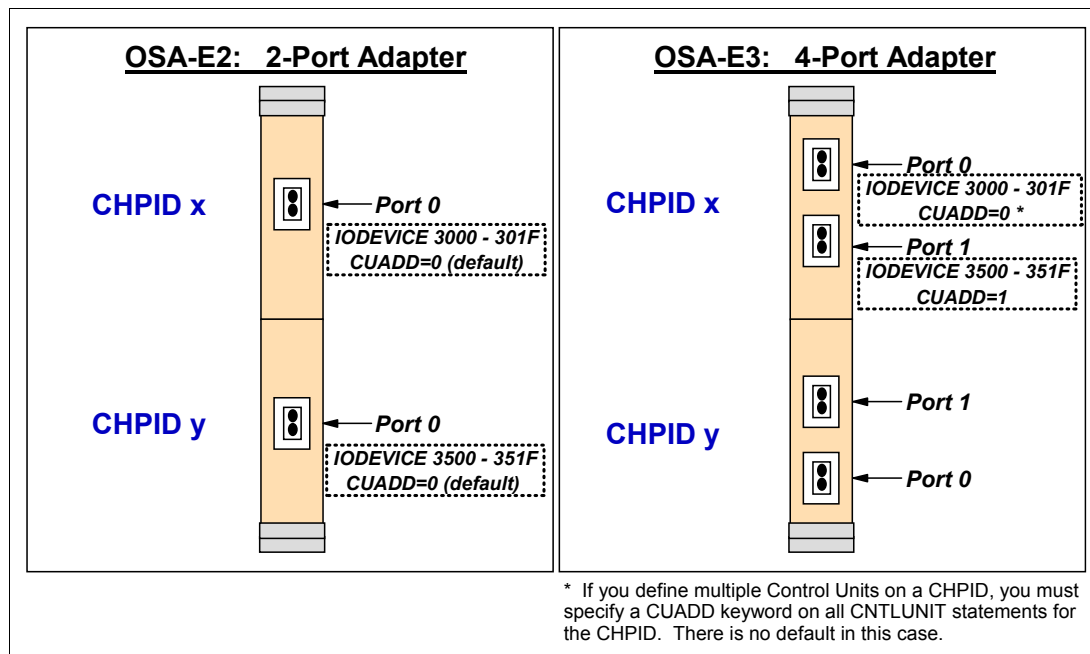 OSA-E2: 2-Port Adapter
CHPID x
Port 0
IODEVICE 3000 - 301F
CUADD=0 (default)
CHPID y
Port 0
IODEVICE 3500 - 351F
CUADD=0 (default)
OSA-E3: 4-Port Adapter
CHPID x
Port 0
IODEVICE 3000 - 301F
CUADD=0 *
Port 1
IODEVICE 3500 - 351F
CUADD=1
CHPID y
Port 1
Port 0
* If you define multiple Control Units on a CHPID, you must
specify a CUADD keyword on all CNTLUNIT statements for
the CHPID. There is no default in this case.